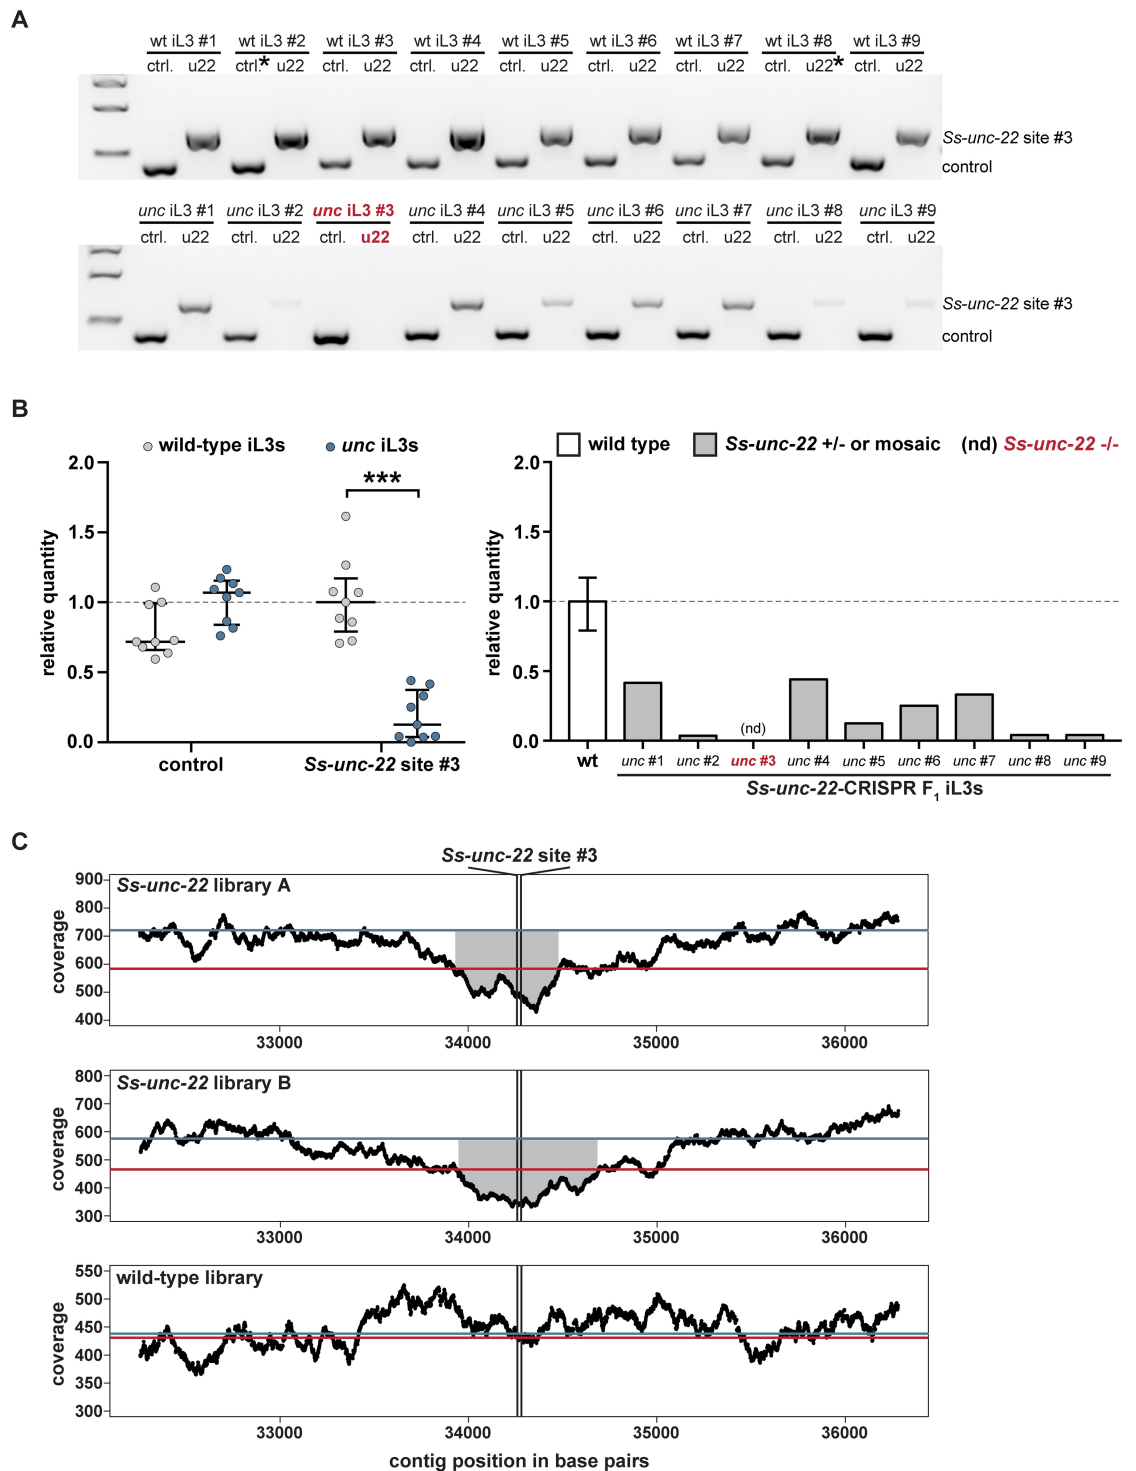 A
wt iL3 #1 wt iL3 #2 wt iL3 #3 wt iL3 #4 wt iL3 #5 wt iL3 #6 wt iL3 #7 wt iL3 #8 wt iL3 #9
ctrl. u22 ctrl.* u22 ctrl. u22 ctrl. u22 ctrl. u22 ctrl. u22 ctrl. u22 ctrl. u22* ctrl. u22
Ss-unc-22 site #3
control
unc iL3 #1 unc iL3 #2 unc iL3 #3 unc iL3 #4 unc iL3 #5 unc iL3 #6 unc iL3 #7 unc iL3 #8 unc iL3 #9
ctrl. u22 ctrl. u22 ctrl. u22 ctrl. u22 ctrl. u22 ctrl. u22 ctrl. u22 ctrl. u22 ctrl. u22
Ss-unc-22 site #3
control
B
wild-type iL3s unc iL3s
2.0
1.5
1.0
0.5
0.0
relative quantity
***
control Ss-unc-22 site #3
wild type Ss-unc-22 +/- or mosaic (nd) Ss-unc-22 -/-
2.0
1.5
1.0
0.5
0.0
relative quantity
(nd)
wt unc #1 unc #2 unc #3 unc #4 unc #5 unc #6 unc #7 unc #8 unc #9
Ss-unc-22-CRISPR F1 iL3s
C
Ss-unc-22 site #3
Ss-unc-22 library A
900
800
700
600
500
400
coverage
33000 34000 35000 36000
Ss-unc-22 library B
800
700
600
500
400
300
coverage
33000 34000 35000 36000
wild-type library
550
500
450
400
350
300
coverage
33000 34000 35000 36000
contig position in base pairs